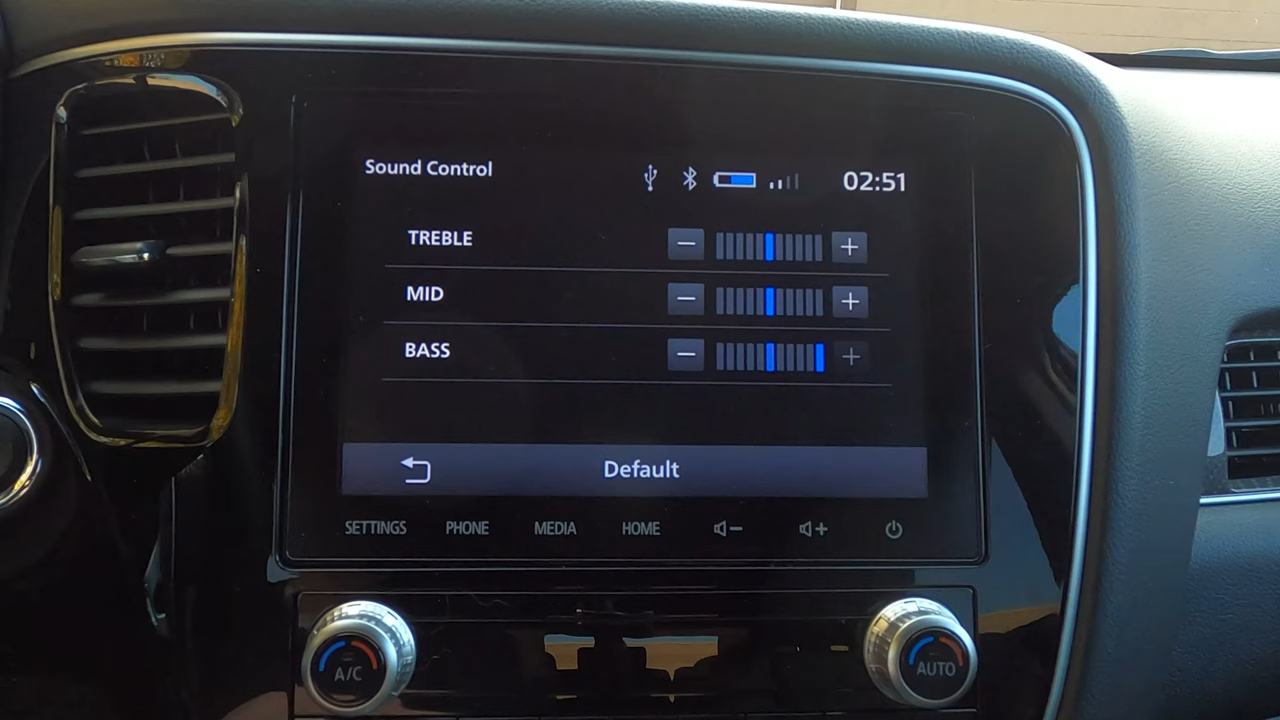 Sound Control
02:51
TREBLE
MID
BASS
Default
SETTINGS PHONE MEDIA HOME
A/C
AUTO